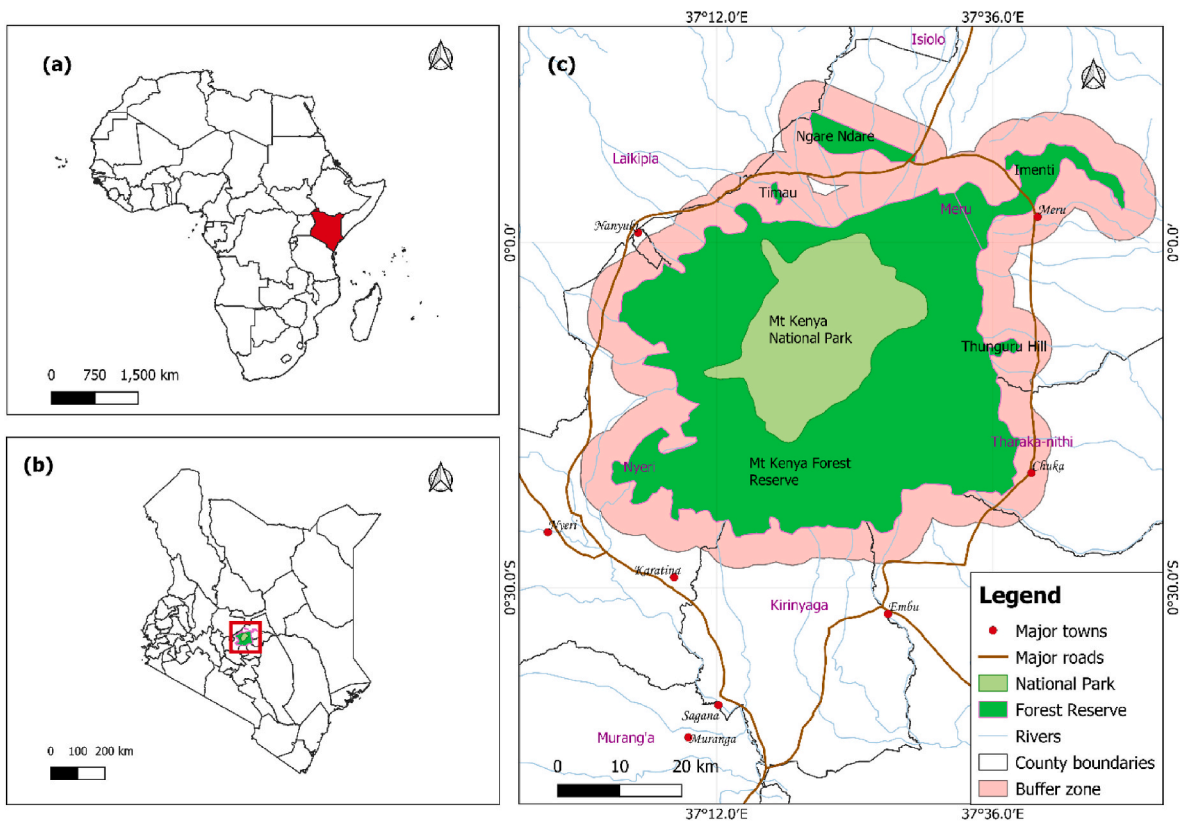 (a)
0 750 1,500 km
(b)
0 100 200 km
37°12.0′E
37°36.0′E
(c)
Isiolo
Ngare Ndare
Laikipia
Imenti
Timau
Meru
Meru
Nanyuki
0°0.0′
0°0.0′
Mt Kenya
National Park
Thunguru Hill
Tharaka-nithi
Mt Kenya Forest
Reserve
Nyeri
Chuka
Nyeri
Karatina
0°30.0′S
0°30.0′S
Kirinyaga
Embu
Sagana
Murang'a
Muranga
0 10 20 km
Legend
Major towns
Major roads
National Park
Forest Reserve
Rivers
County boundaries
Buffer zone
37°12.0′E
37°36.0′E